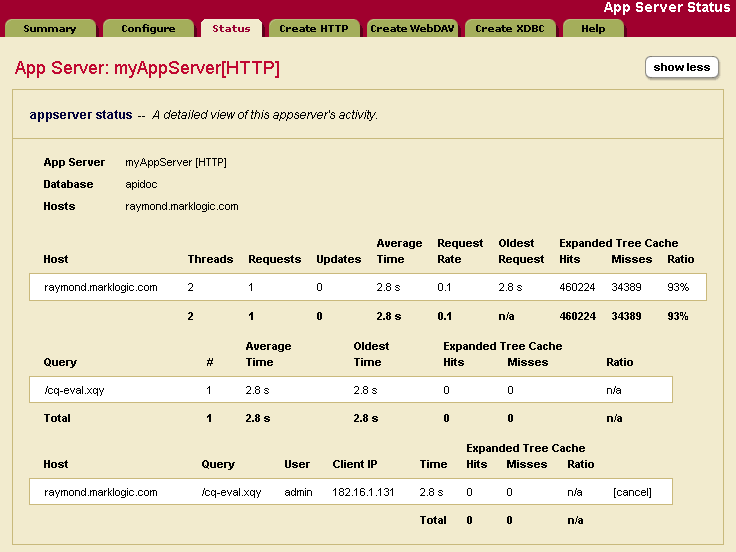 App Server Status
Summary Configure Status Create HTTP Create WebDAV Create XDBC Help
App Server: myAppServer[HTTP]
show less
appserver status -- A detailed view of this appserver's activity.
App Server myAppServer [HTTP]
Database apidoc
Hosts raymond.marklogic.com
Average Request Oldest Expanded Tree Cache
Host Threads Requests Updates Time Rate Request Hits Misses Ratio
raymond.marklogic.com 2 1 0 2.8 s 0.1 2.8 s 460224 34389 93%
2 1 0 2.8 s 0.1 n/a 460224 34389 93%
Average Oldest Expanded Tree Cache
Query # Time Time Hits Misses Ratio
/cq-eval.xqy 1 2.8 s 2.8 s 0 0 n/a
Total 1 2.8 s 2.8 s 0 0 n/a
Expanded Tree Cache
Host Query User Client IP Time Hits Misses Ratio
raymond.marklogic.com /cq-eval.xqy admin 182.16.1.131 2.8 s 0 0 n/a [cancel]
Total 0 0 n/a